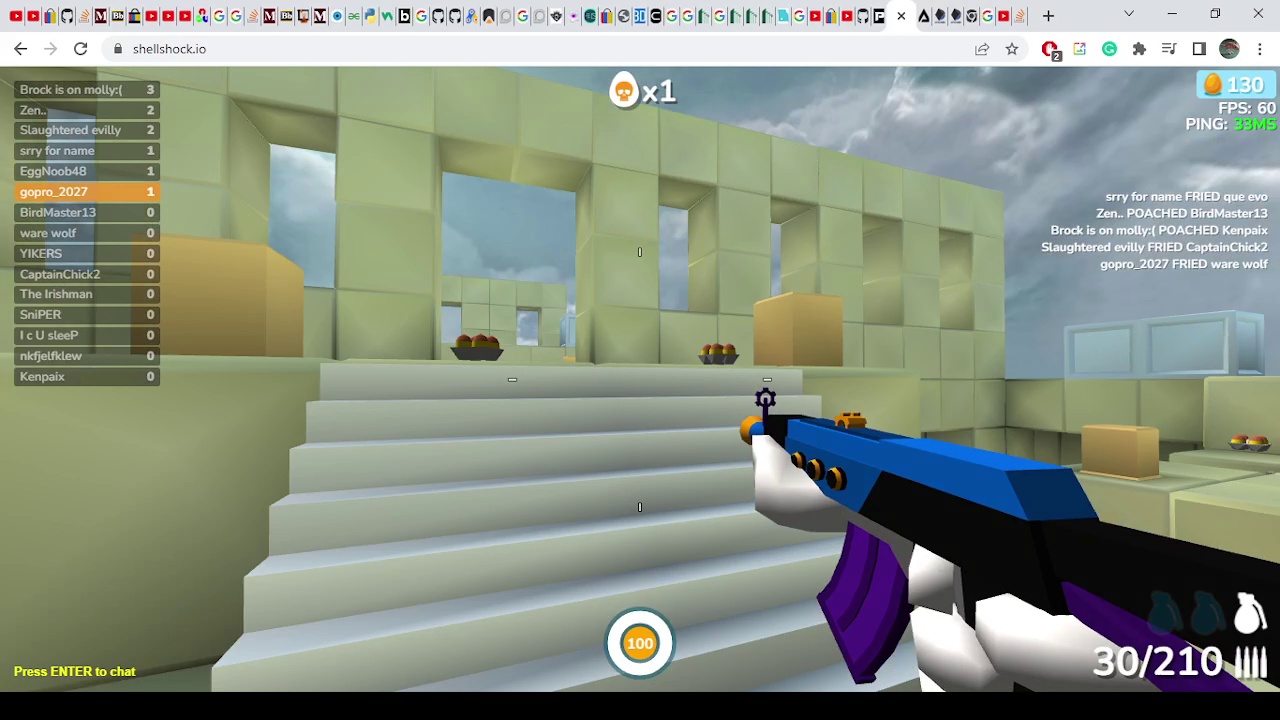 shellshock.io
2
Brock is on molly:( 3
Zen.. 2
Slaughtered evilly 2
srry for name 1
EggNoob48 1
gopro_2027 1
BirdMaster13 0
ware wolf 0
YIKERS 0
CaptainChick2 0
The Irishman 0
SniPER 0
I c U sleeP 0
nkfjelfklew 0
Kenpaix 0
x1
130
FPS: 60
PING: 33MS
srry for name FRIED que evo
Zen.. POACHED BirdMaster13
Brock is on molly:( POACHED Kenpaix
Slaughtered evilly FRIED CaptainChick2
gopro_2027 FRIED ware wolf
100
30/210
Press ENTER to chat